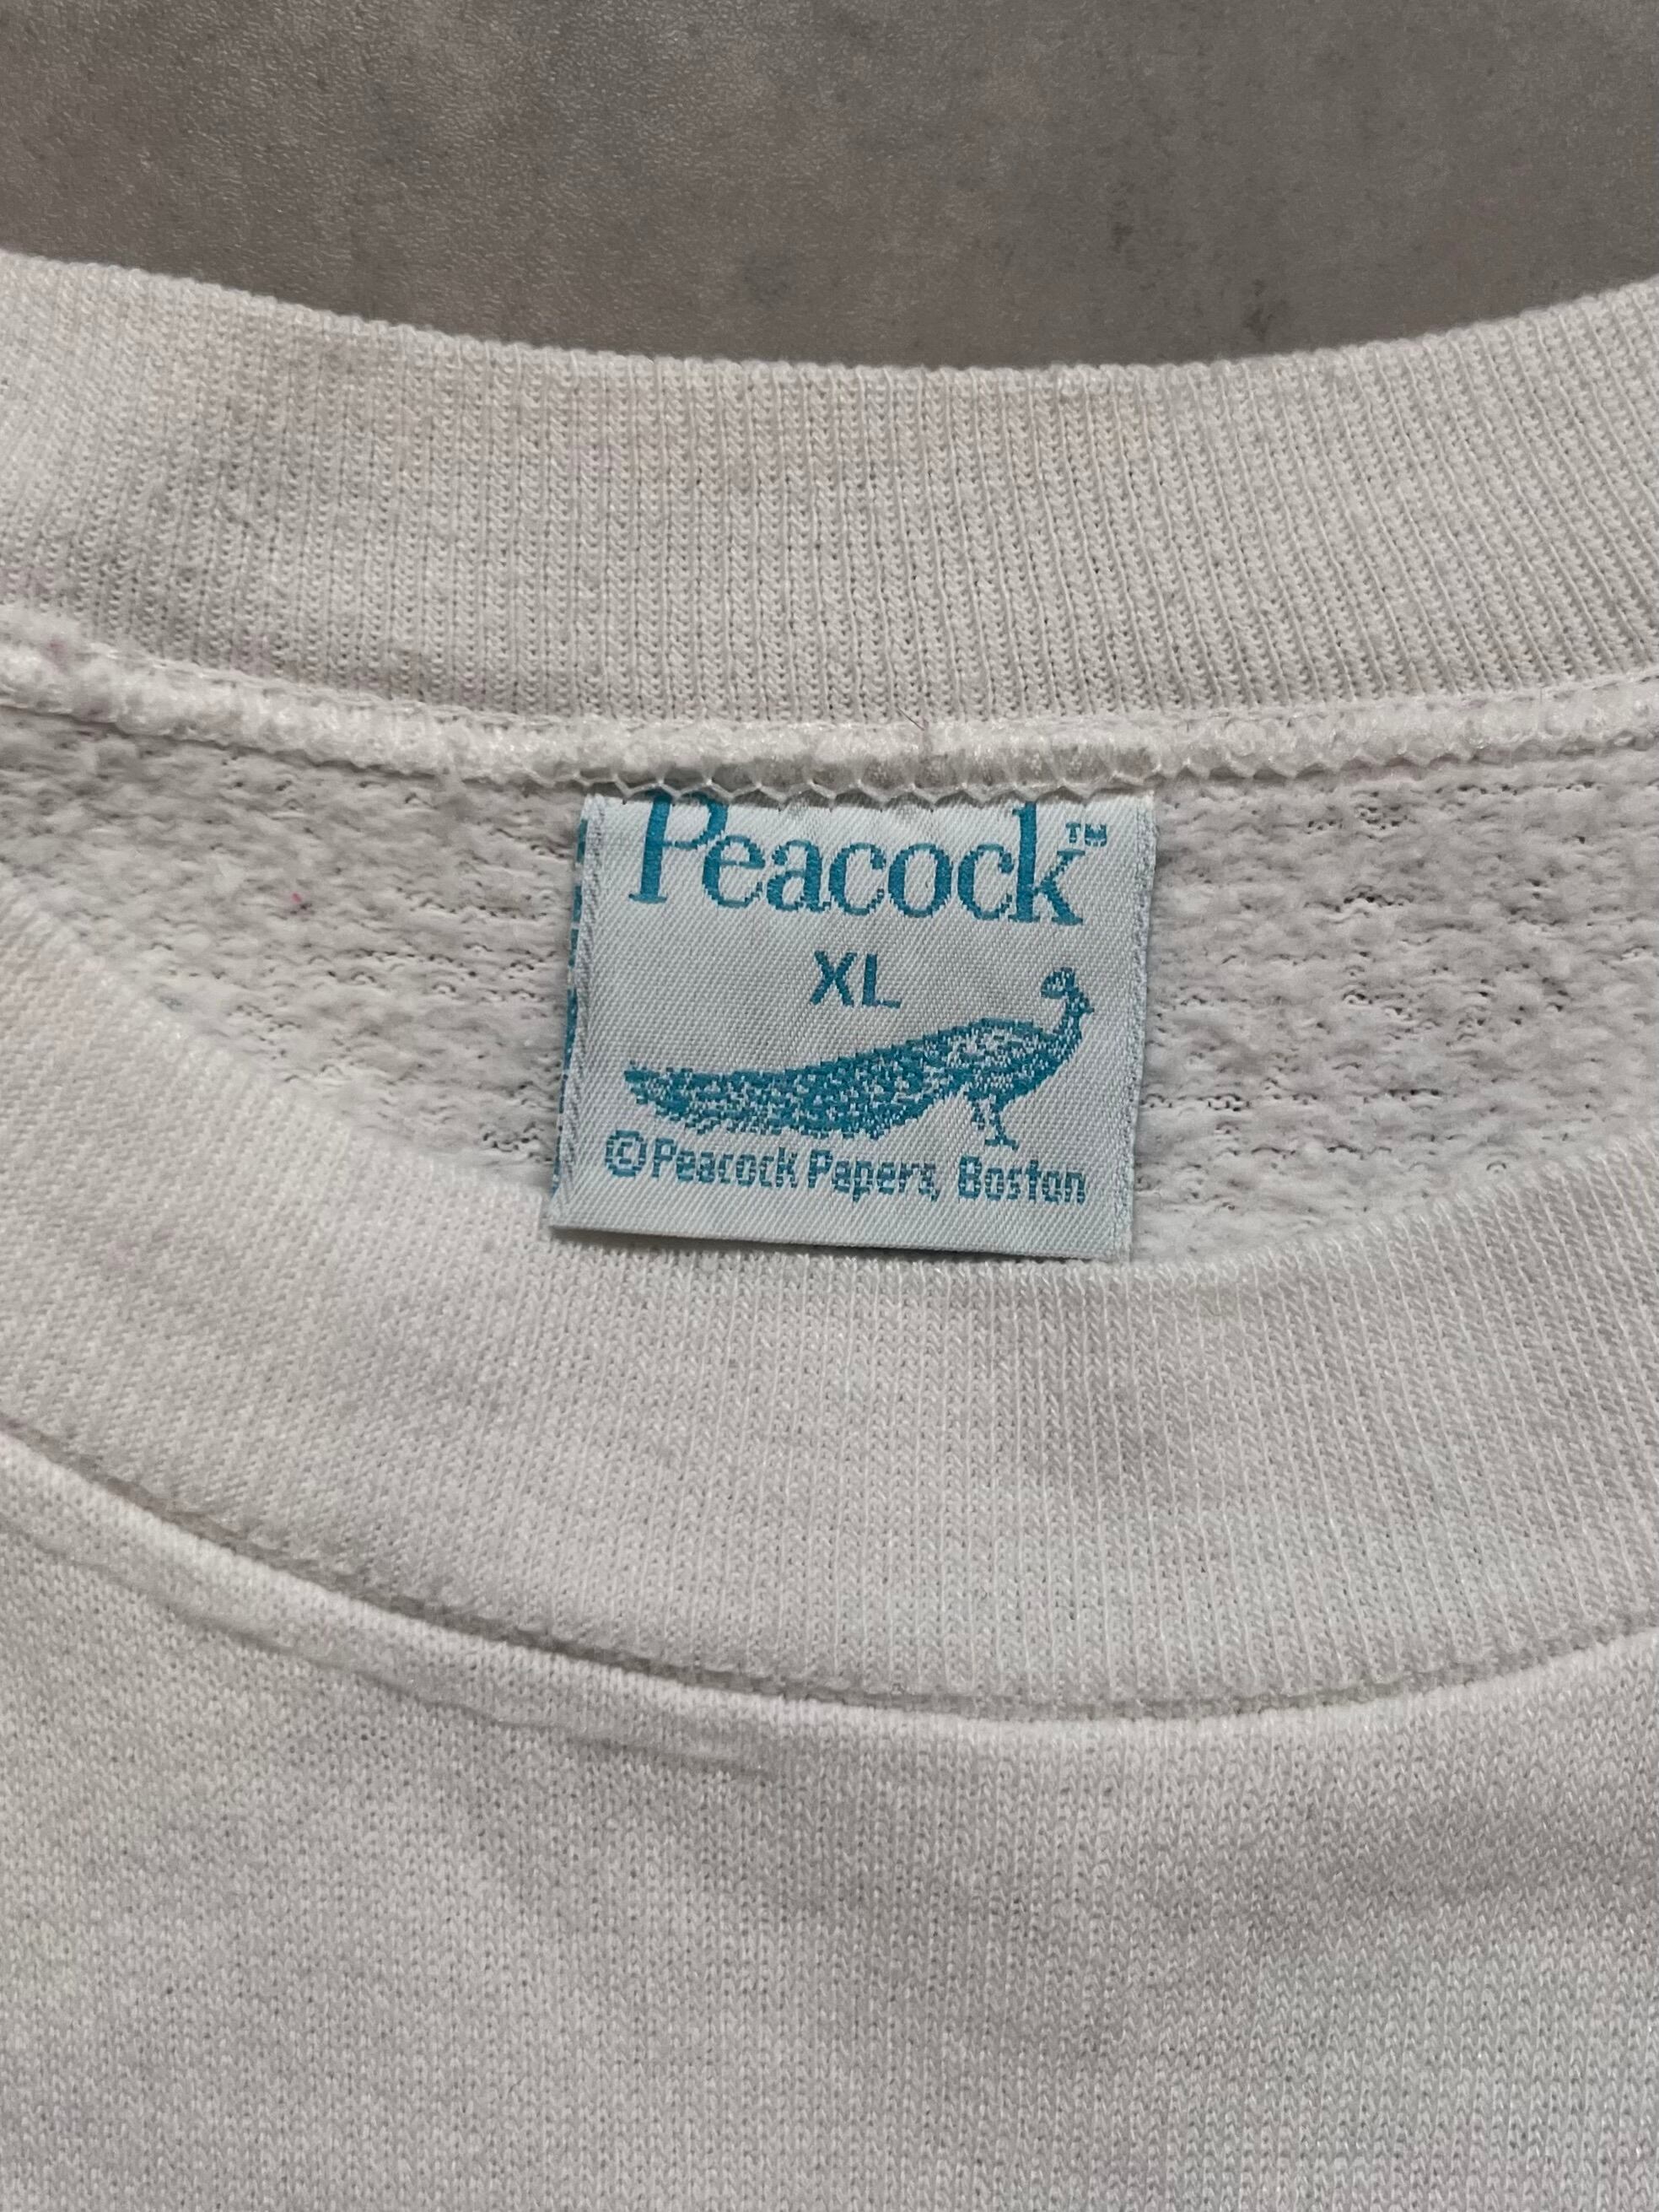 Peacock™
XL
©Peacock Papers, Boston